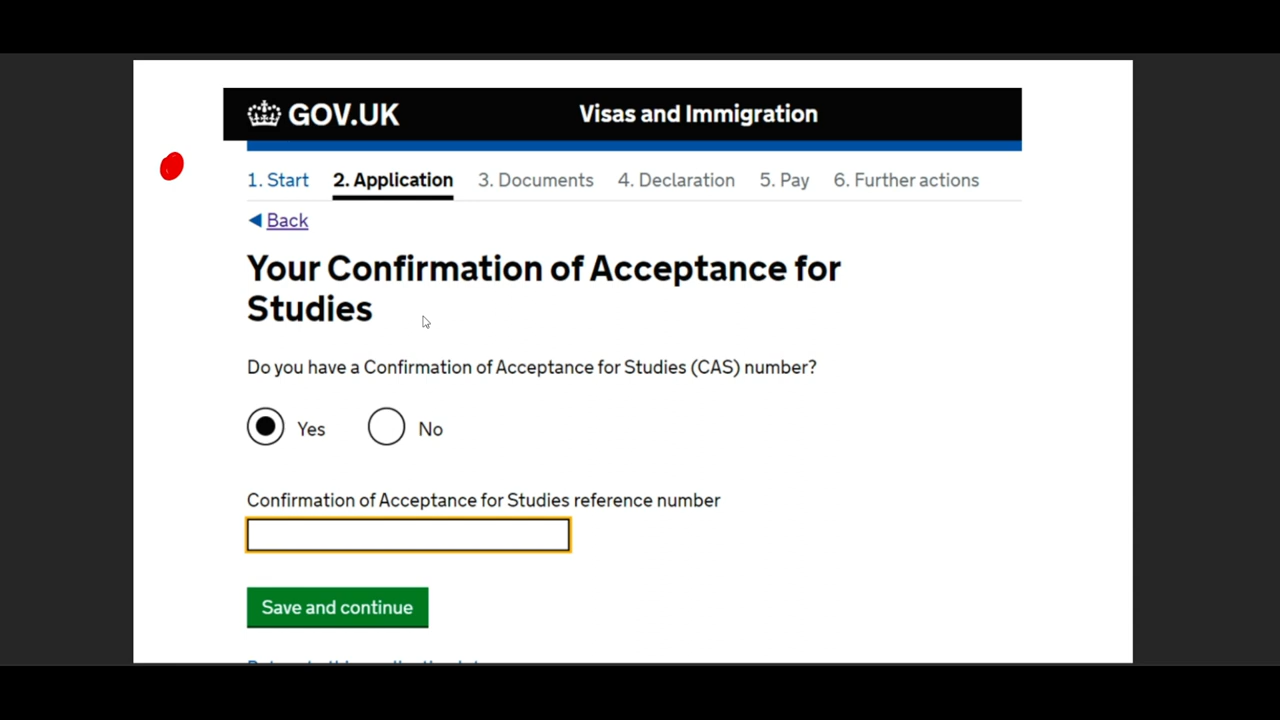 GOV.UK Visas and Immigration
1. Start 2. Application 3. Documents 4. Declaration 5. Pay 6. Further actions
Back
Your Confirmation of Acceptance for
Studies
Do you have a Confirmation of Acceptance for Studies (CAS) number?
Yes No
Confirmation of Acceptance for Studies reference number
Save and continue